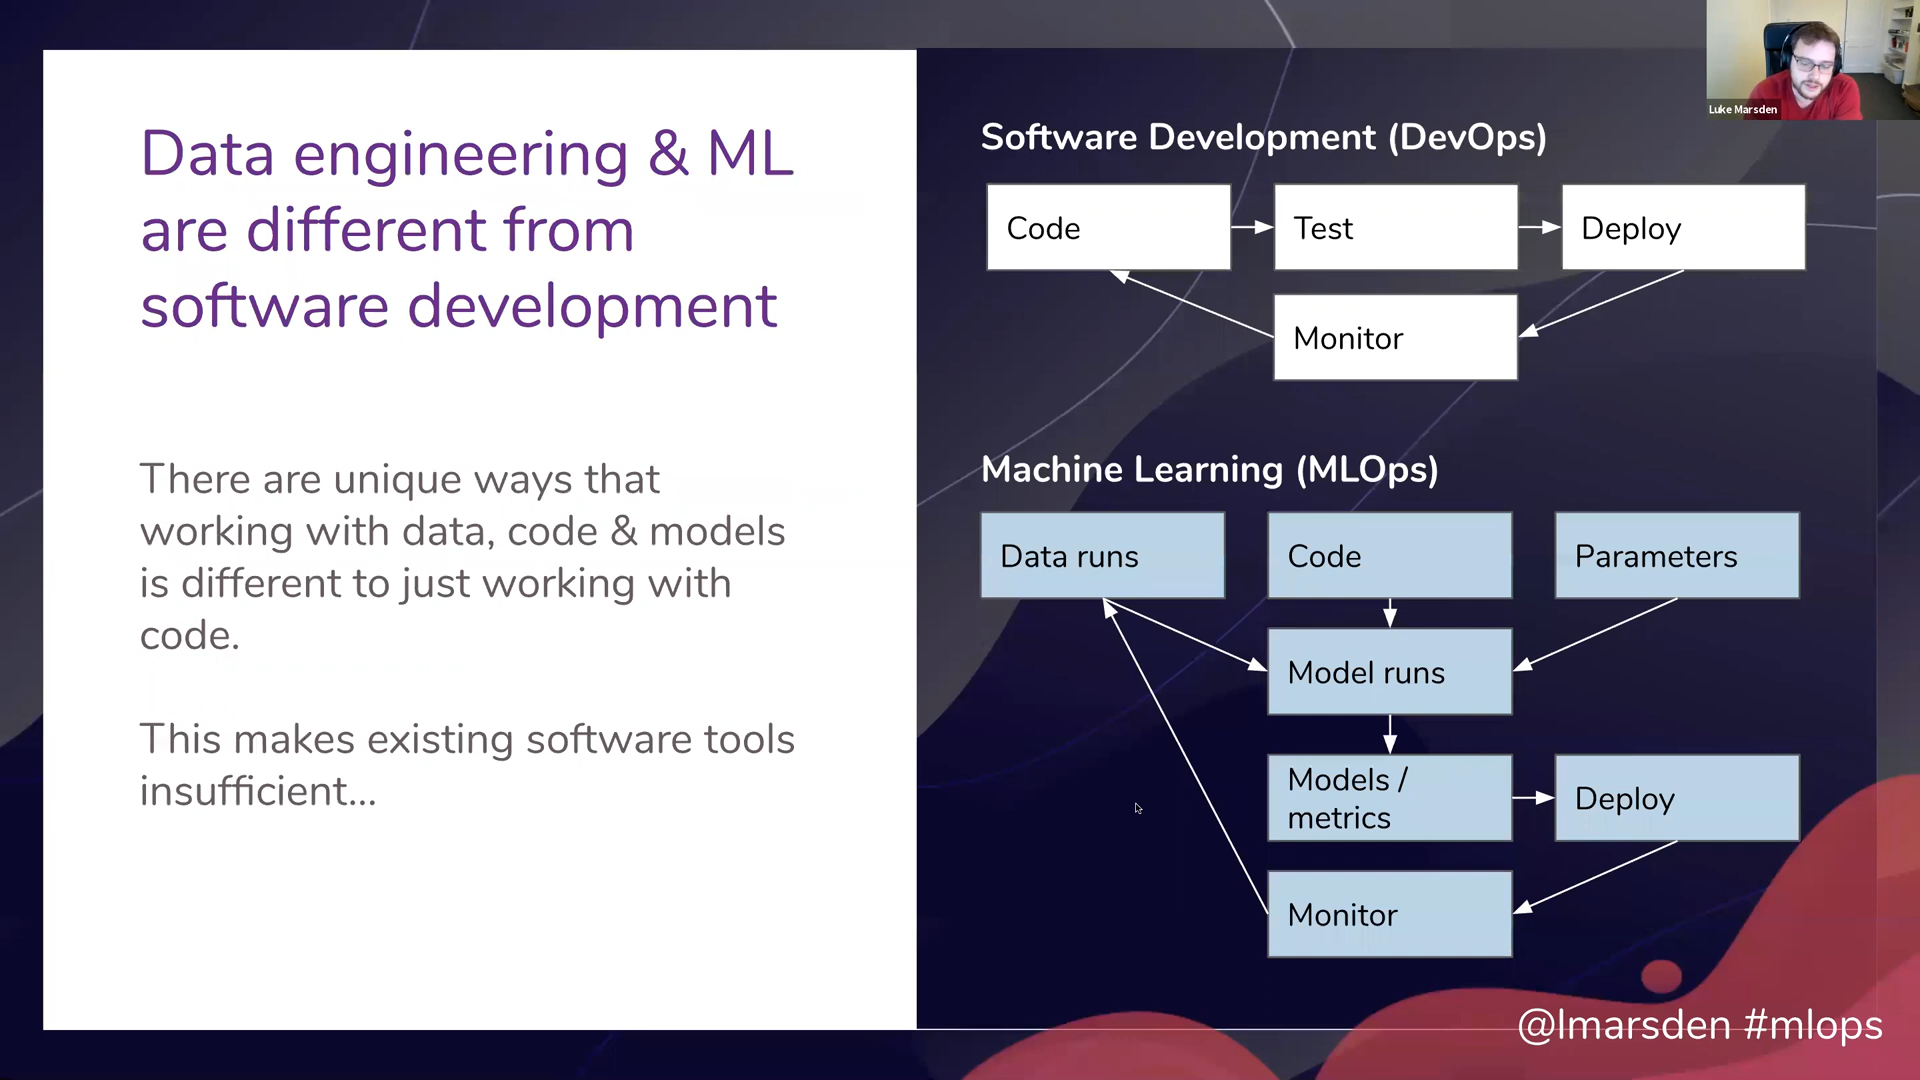 Data engineering & ML
are different from
software development
There are unique ways that
working with data, code & models
is different to just working with
code.
This makes existing software tools
insufficient...
Software Development (DevOps)
Code
Test
Deploy
Monitor
Machine Learning (MLOps)
Data runs
Code
Parameters
Model runs
Models /
metrics
Deploy
Monitor
Luke Marsden
@lmarsden #mlops